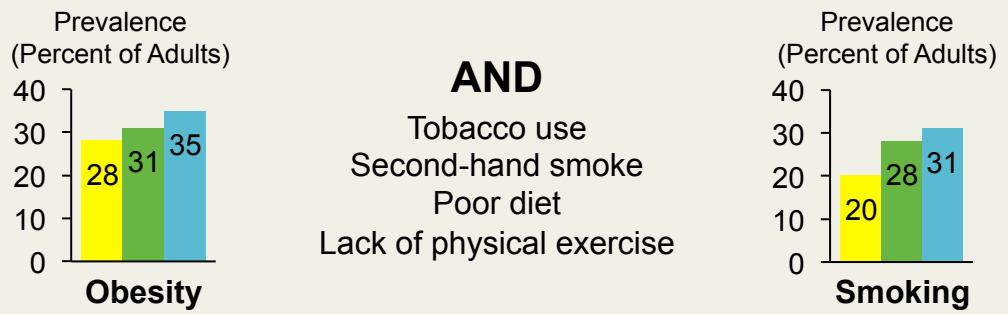 Prevalence
(Percent of Adults)
40
30
20
10
0
28
31
35
Obesity
AND
Tobacco use
Second-hand smoke
Poor diet
Lack of physical exercise
Prevalence
(Percent of Adults)
40
30
20
10
0
20
28
31
Smoking